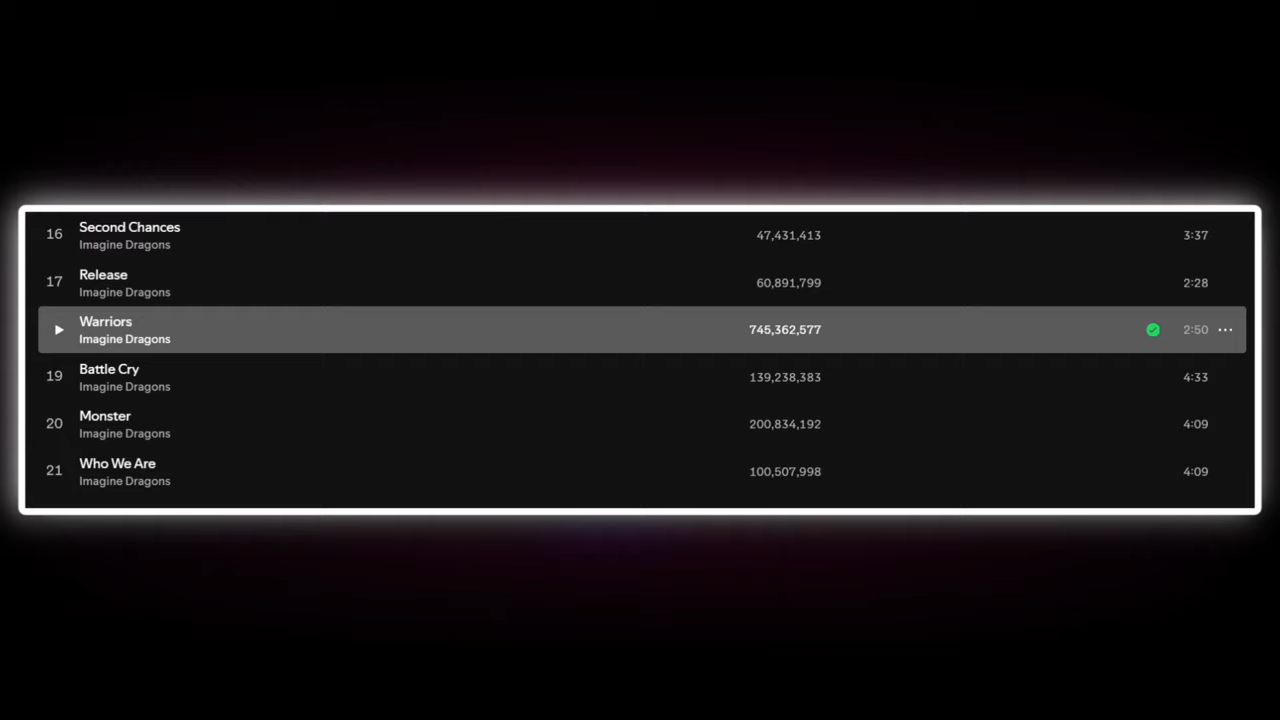 16 Second Chances 47,431,413 3:37
Imagine Dragons
17 Release 60,891,799 2:28
Imagine Dragons
Warriors 745,362,577 2:50 ...
Imagine Dragons
19 Battle Cry 139,238,383 4:33
Imagine Dragons
20 Monster 200,834,192 4:09
Imagine Dragons
21 Who We Are 100,507,998 4:09
Imagine Dragons